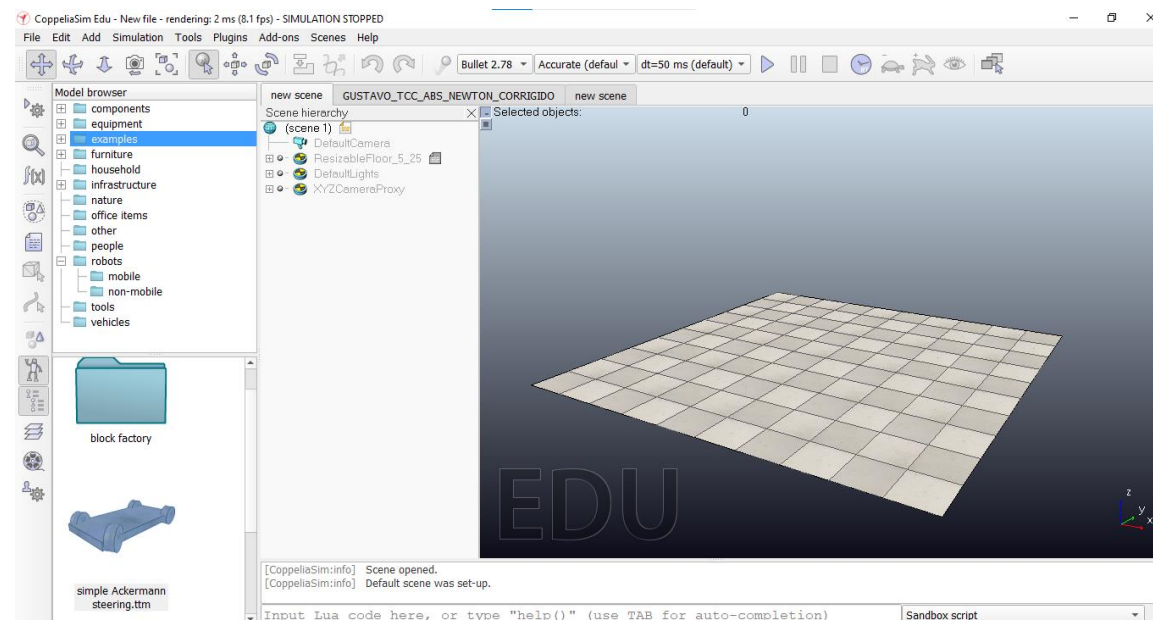 CoppeliaSim Edu - New file - rendering: 2 ms (8.1 fps) - SIMULATION STOPPED
File Edit Add Simulation Tools Plugins Add-ons Scenes Help
Bullet 2.78 Accurate (defaul dt=50 ms (default)
Model browser
components
equipment
examples
furniture
household
infrastructure
nature
office items
other
people
robots
mobile
non-mobile
tools
vehicles
block factory
simple Ackermann
steering.ttm
new scene GUSTAVO_TCC_ABS_NEWTON_CORRIGIDO new scene
Scene hierarchy
(scene 1)
DefaultCamera
ResizableFloor_5_25
DefaultLights
XYZCameraProxy
Selected objects: 0
f(x)
EDU
z
y
x
[CoppeliaSim:info] Scene opened.
[CoppeliaSim:info] Default scene was set-up.
Input Lua code here, or type "help()" (use TAB for auto-completion) Sandbox script